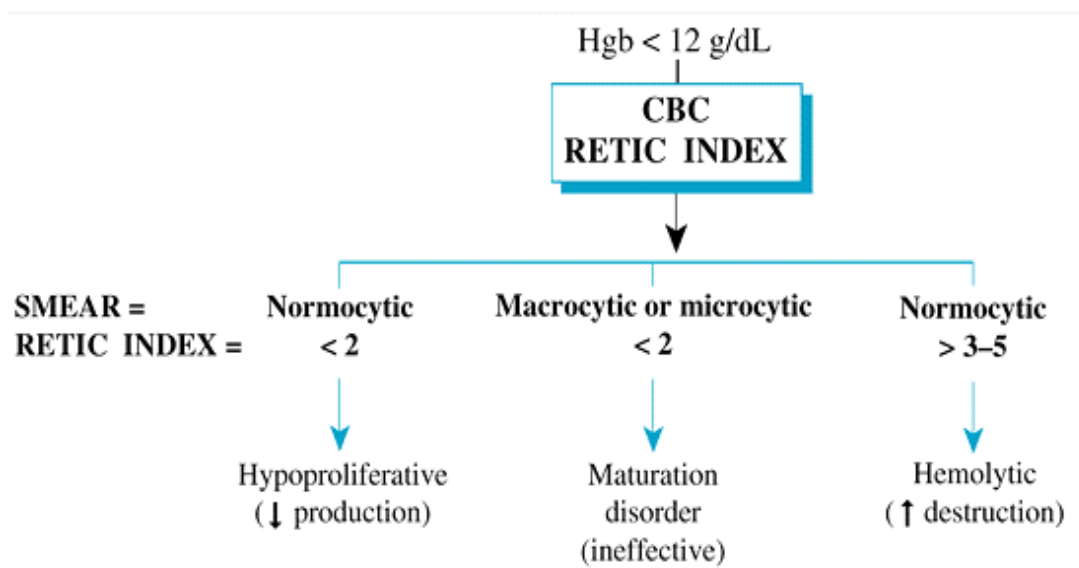 Hgb < 12 g/dL
CBC
RETIC INDEX
SMEAR = Normocytic Macrocytic or microcytic Normocytic
RETIC INDEX = < 2 < 2 > 3–5
Hypoproliferative Maturation Hemolytic
(↓ production) disorder (↑ destruction)
(ineffective)